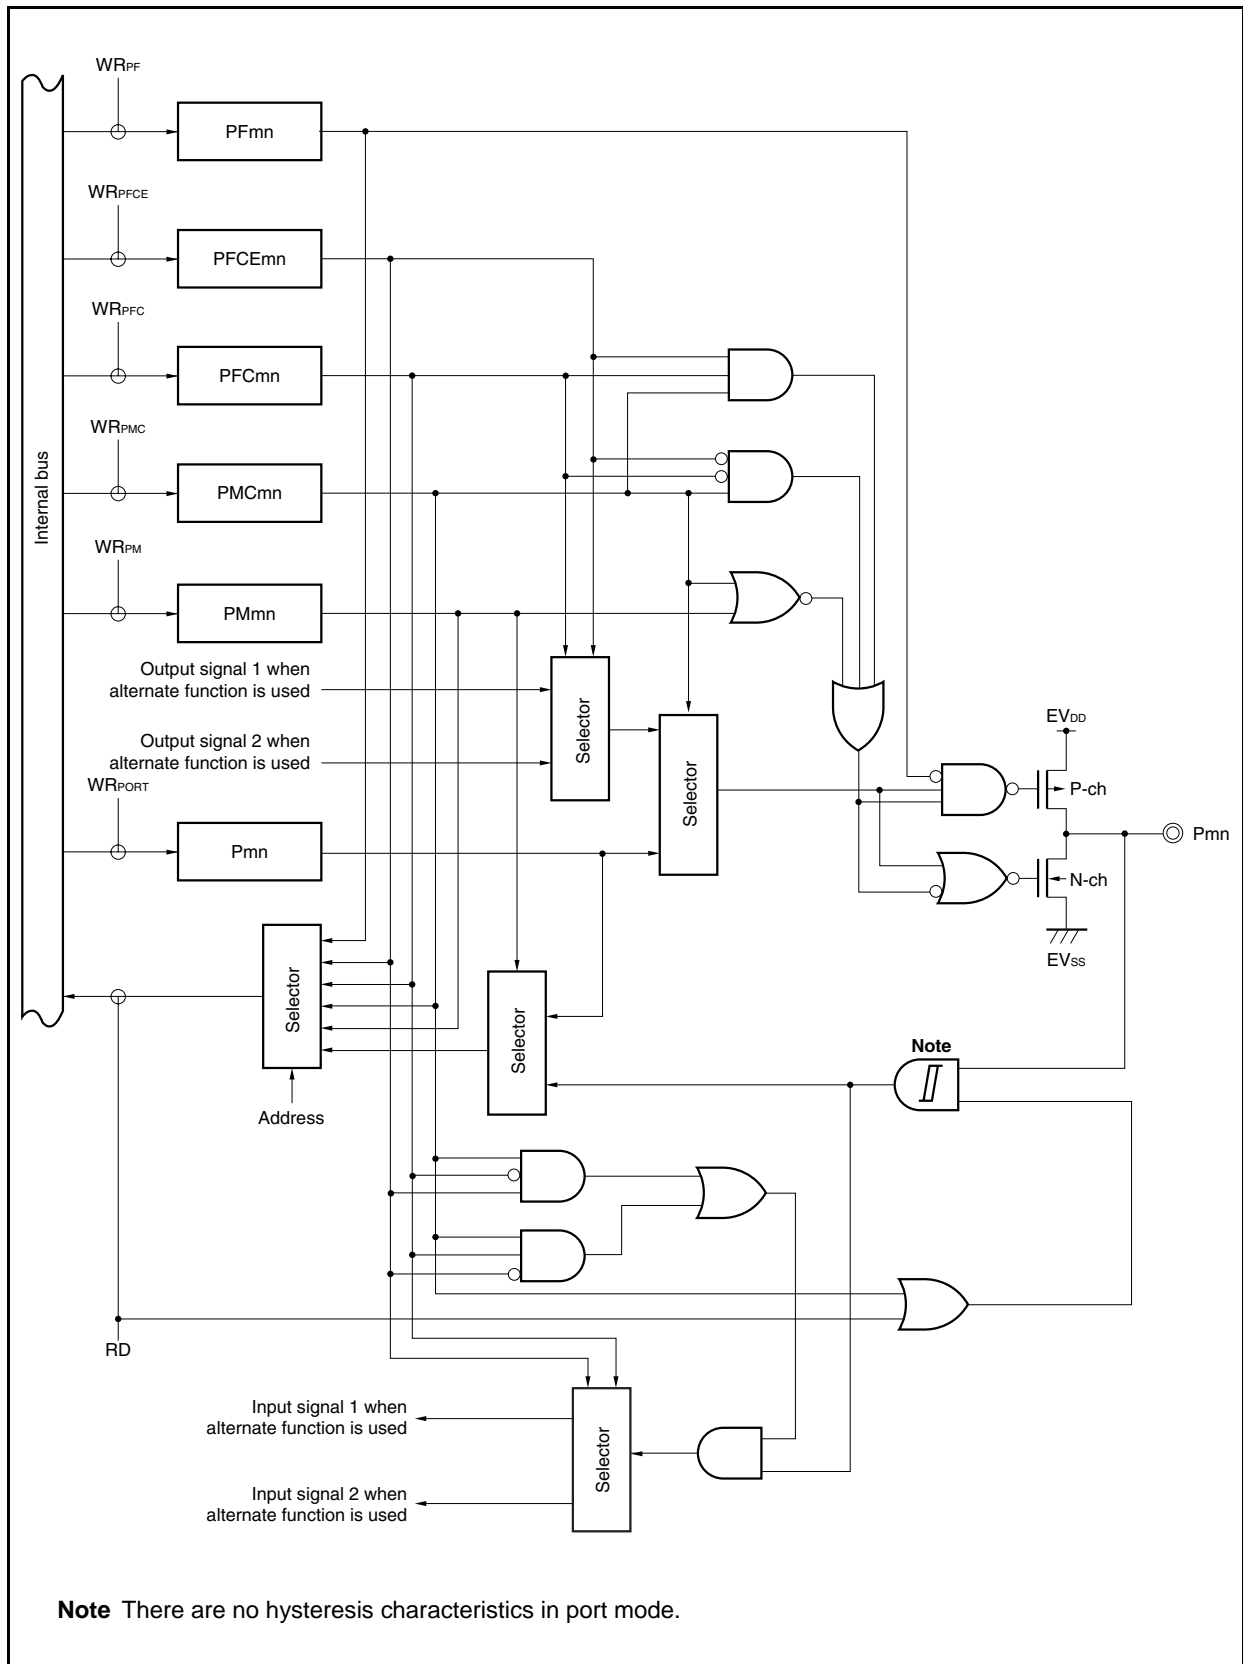 WRPF
PFmn
WRPFCE
PFCEmn
WRPFC
PFCmn
WRPMC
PMCmn
Internal bus
WRPM
PMmn
Output signal 1 when
alternate function is used
Output signal 2 when
alternate function is used
Selector
Selector
WRPORT
Pmn
EVDD
P-ch
Pmn
N-ch
EVSS
Selector
Selector
Address
Note
RD
Input signal 1 when
alternate function is used
Selector
Input signal 2 when
alternate function is used
Note There are no hysteresis characteristics in port mode.